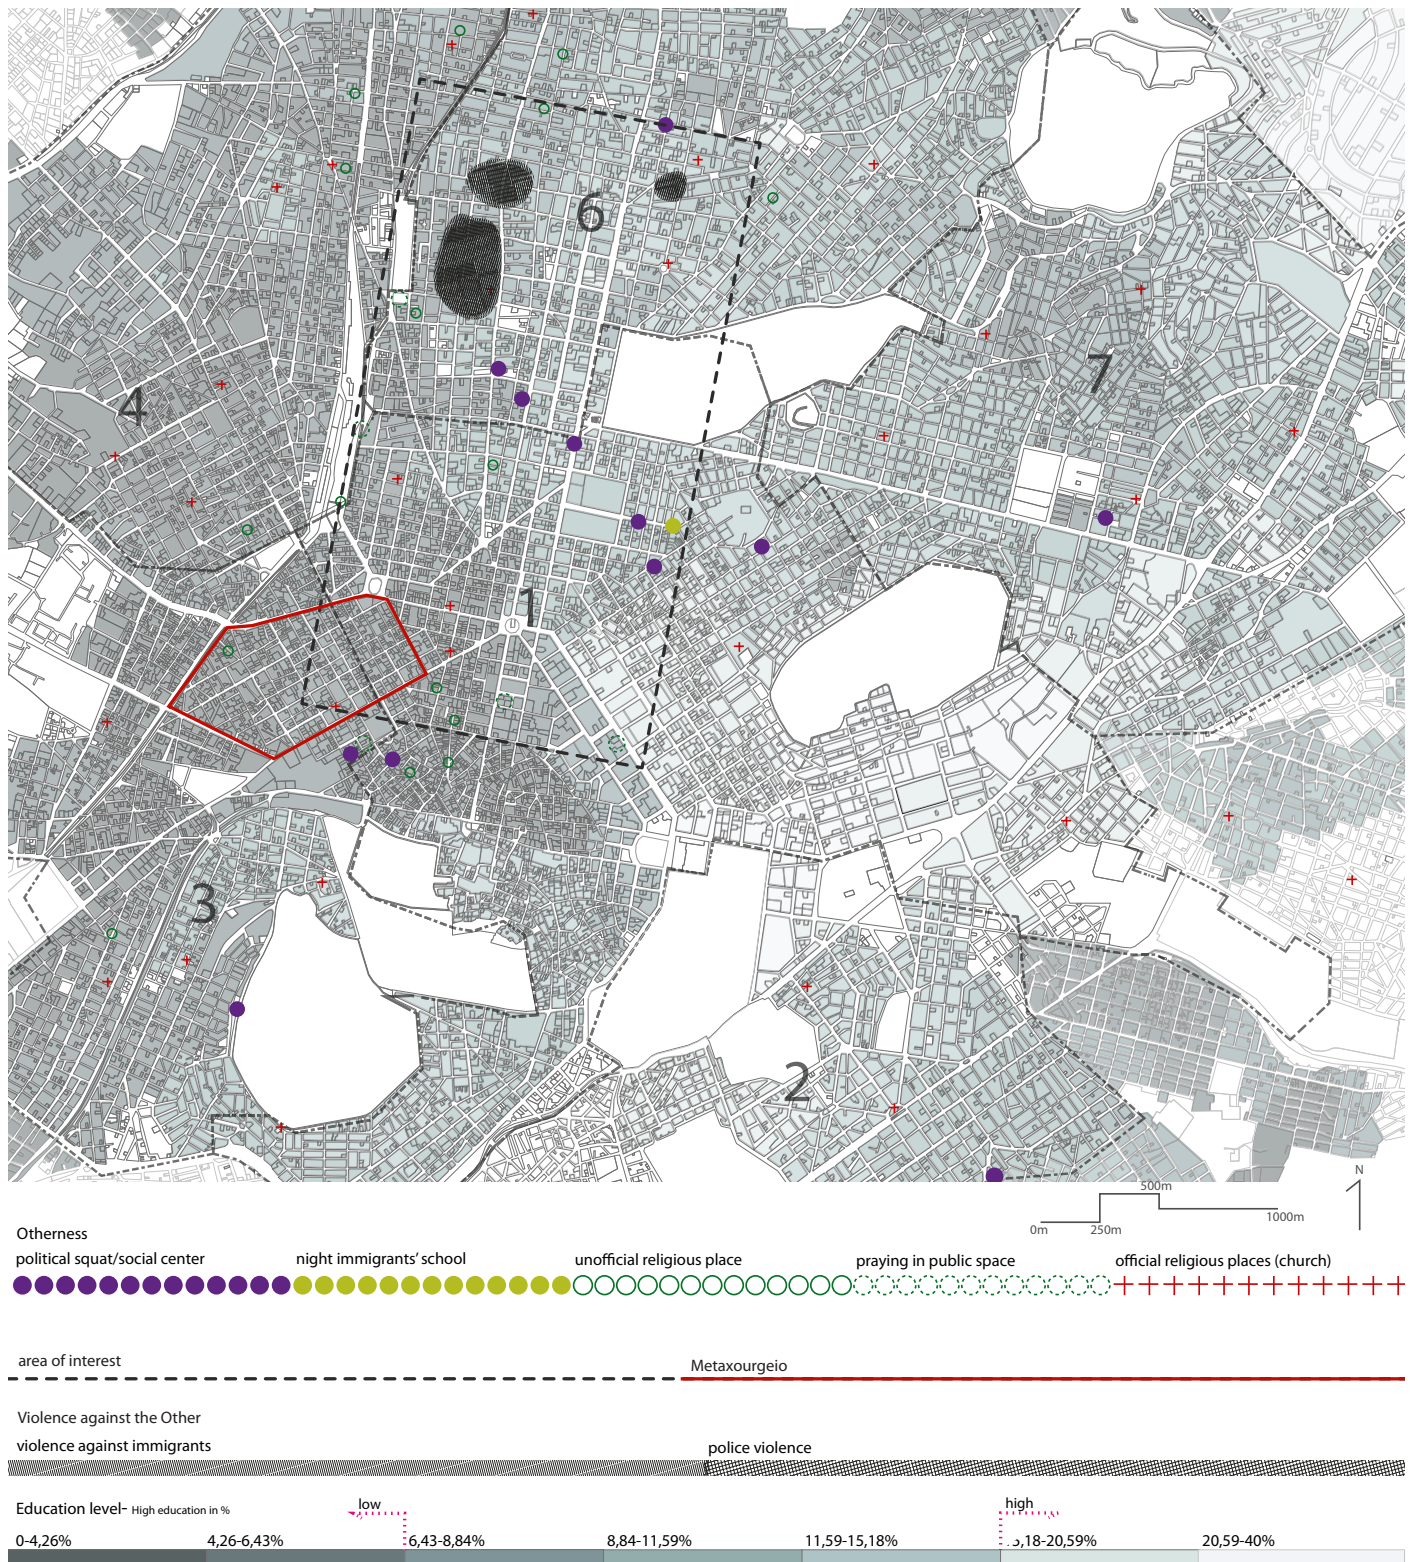 6
7
4
1
3
2
N
500m
0m
250m
1000m
Otherness
political squat/social center
night immigrants' school
unofficial religious place
praying in public space
official religious places (church)
area of interest
Metaxourgeio
Violence against the Other
violence against immigrants
police violence
Education level- High education in %
low
high
0-4,26%
4,26-6,43%
6,43-8,84%
8,84-11,59%
11,59-15,18%
15,18-20,59%
20,59-40%